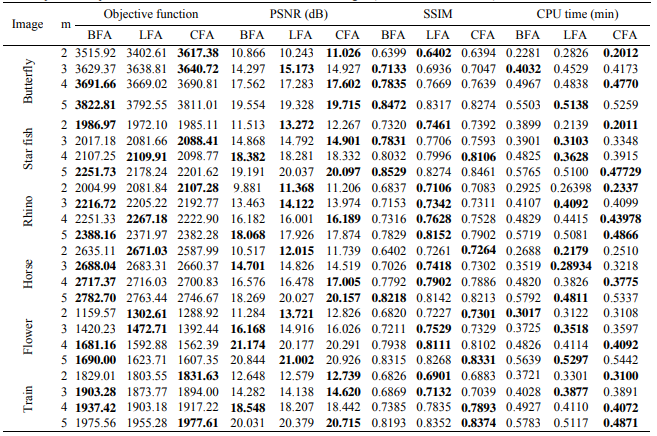 Image m Objective function PSNR (dB) SSIM CPU time (min)
BFA LFA CFA BFA LFA CFA BFA LFA CFA BFA LFA CFA
Butterfly
2 3515.92 3402.61 3617.38 10.866 10.243 11.026 0.6399 0.6402 0.6394 0.2281 0.2826 0.2012
3 3629.37 3638.81 3640.72 14.297 15.173 14.927 0.7133 0.6936 0.7047 0.4032 0.4529 0.4173
4 3691.66 3669.02 3690.81 17.562 17.283 17.602 0.7835 0.7669 0.7639 0.4967 0.4838 0.4770
5 3822.81 3792.55 3811.01 19.554 19.328 19.715 0.8472 0.8317 0.8274 0.5503 0.5138 0.5259
Star fish
2 1986.97 1972.10 1985.11 11.513 13.272 12.267 0.7320 0.7461 0.7392 0.3899 0.2139 0.2011
3 2017.18 2081.66 2088.41 14.868 14.792 14.901 0.7831 0.7706 0.7593 0.3901 0.3103 0.3348
4 2107.25 2109.91 2098.77 18.382 18.281 18.332 0.8032 0.7996 0.8106 0.4825 0.3628 0.3915
5 2251.73 2178.24 2201.62 19.191 20.037 20.097 0.8529 0.8274 0.8461 0.5765 0.5100 0.47729
Rhino
2 2004.99 2081.84 2107.28 9.881 11.368 11.206 0.6837 0.7106 0.7083 0.2925 0.26398 0.2337
3 2216.72 2205.22 2192.77 13.463 14.122 13.974 0.7153 0.7342 0.7311 0.4107 0.4092 0.4099
4 2251.33 2267.18 2222.90 16.182 16.001 16.189 0.7316 0.7628 0.7528 0.4829 0.4415 0.43978
5 2388.16 2371.97 2382.28 18.068 17.926 17.874 0.7829 0.8152 0.7902 0.5719 0.5081 0.4866
Horse
2 2635.11 2671.03 2587.99 10.517 12.015 11.739 0.6402 0.7261 0.7264 0.2688 0.2179 0.2510
3 2688.04 2683.31 2660.37 14.701 14.826 14.519 0.7026 0.7418 0.7302 0.3519 0.28934 0.3218
4 2717.37 2716.03 2700.83 16.576 16.478 17.005 0.7792 0.7902 0.7886 0.4820 0.3826 0.3775
5 2782.70 2763.44 2746.67 18.269 20.027 20.157 0.8218 0.8142 0.8213 0.5792 0.4811 0.5337
Flower
2 1159.57 1302.61 1288.92 11.284 13.721 12.826 0.6820 0.7227 0.7301 0.3017 0.3122 0.3108
3 1420.23 1472.71 1392.44 16.168 14.916 16.026 0.7211 0.7529 0.7329 0.3725 0.3518 0.3597
4 1681.16 1592.88 1562.39 21.174 20.177 20.291 0.7938 0.8111 0.8102 0.4826 0.4114 0.4092
5 1690.00 1623.71 1607.35 20.844 21.002 20.926 0.8315 0.8268 0.8331 0.5639 0.5297 0.5442
Train
2 1829.01 1803.55 1831.63 12.648 12.579 12.739 0.6826 0.6901 0.6883 0.3721 0.3301 0.3100
3 1903.28 1873.77 1894.00 14.282 14.138 14.620 0.6869 0.7132 0.7039 0.4028 0.3877 0.3891
4 1937.42 1903.18 1917.22 18.548 18.207 18.442 0.7385 0.7835 0.7893 0.4927 0.4110 0.4072
5 1975.56 1955.28 1977.61 20.031 20.379 20.715 0.8193 0.8352 0.8374 0.5783 0.5117 0.4871